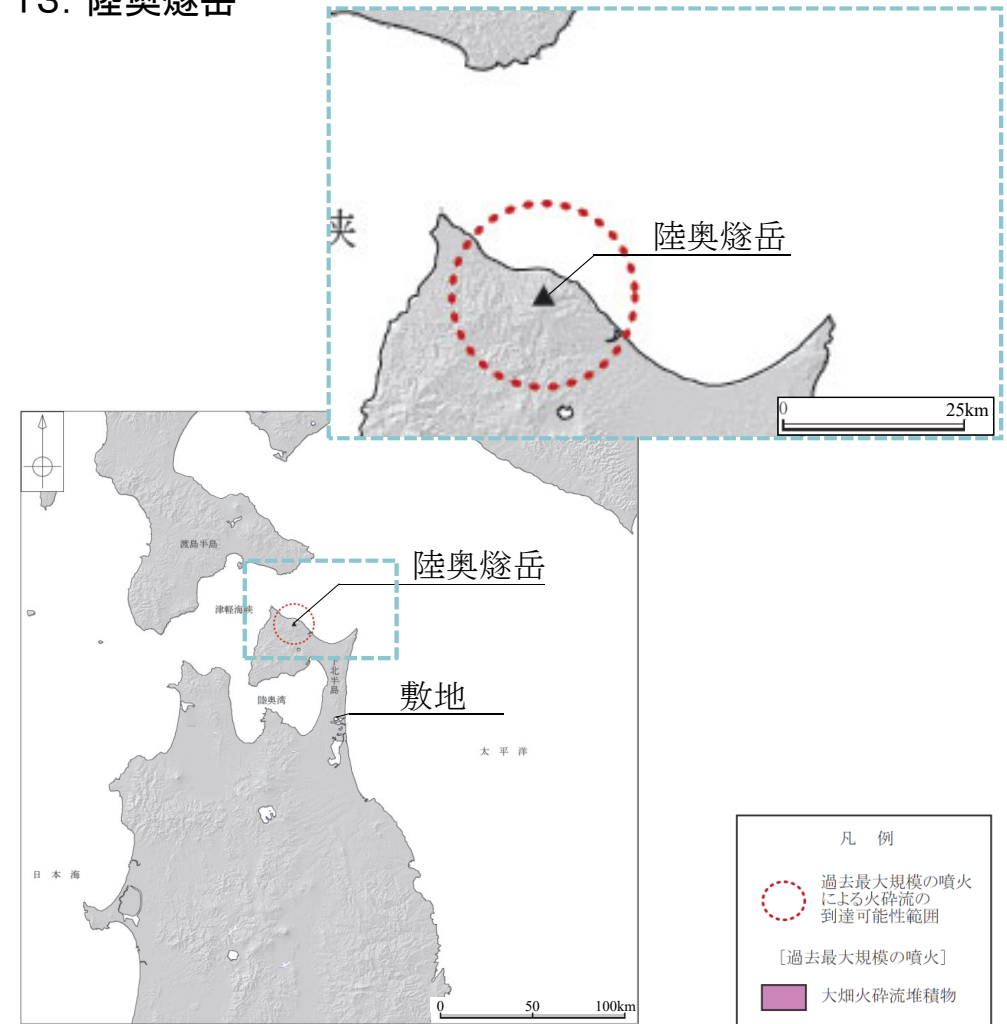 13. 陸奥燧岳
夹
陸奥燧岳
0 25km
渡島半島
津軽海峡
陸奥燧岳
下北半島
陸奥湾
敷地
太平洋
日本海
0 50 100km
凡例
過去最大規模の噴火
による火砕流の
到達可能性範囲
[過去最大規模の噴火]
大畑火砕流堆積物